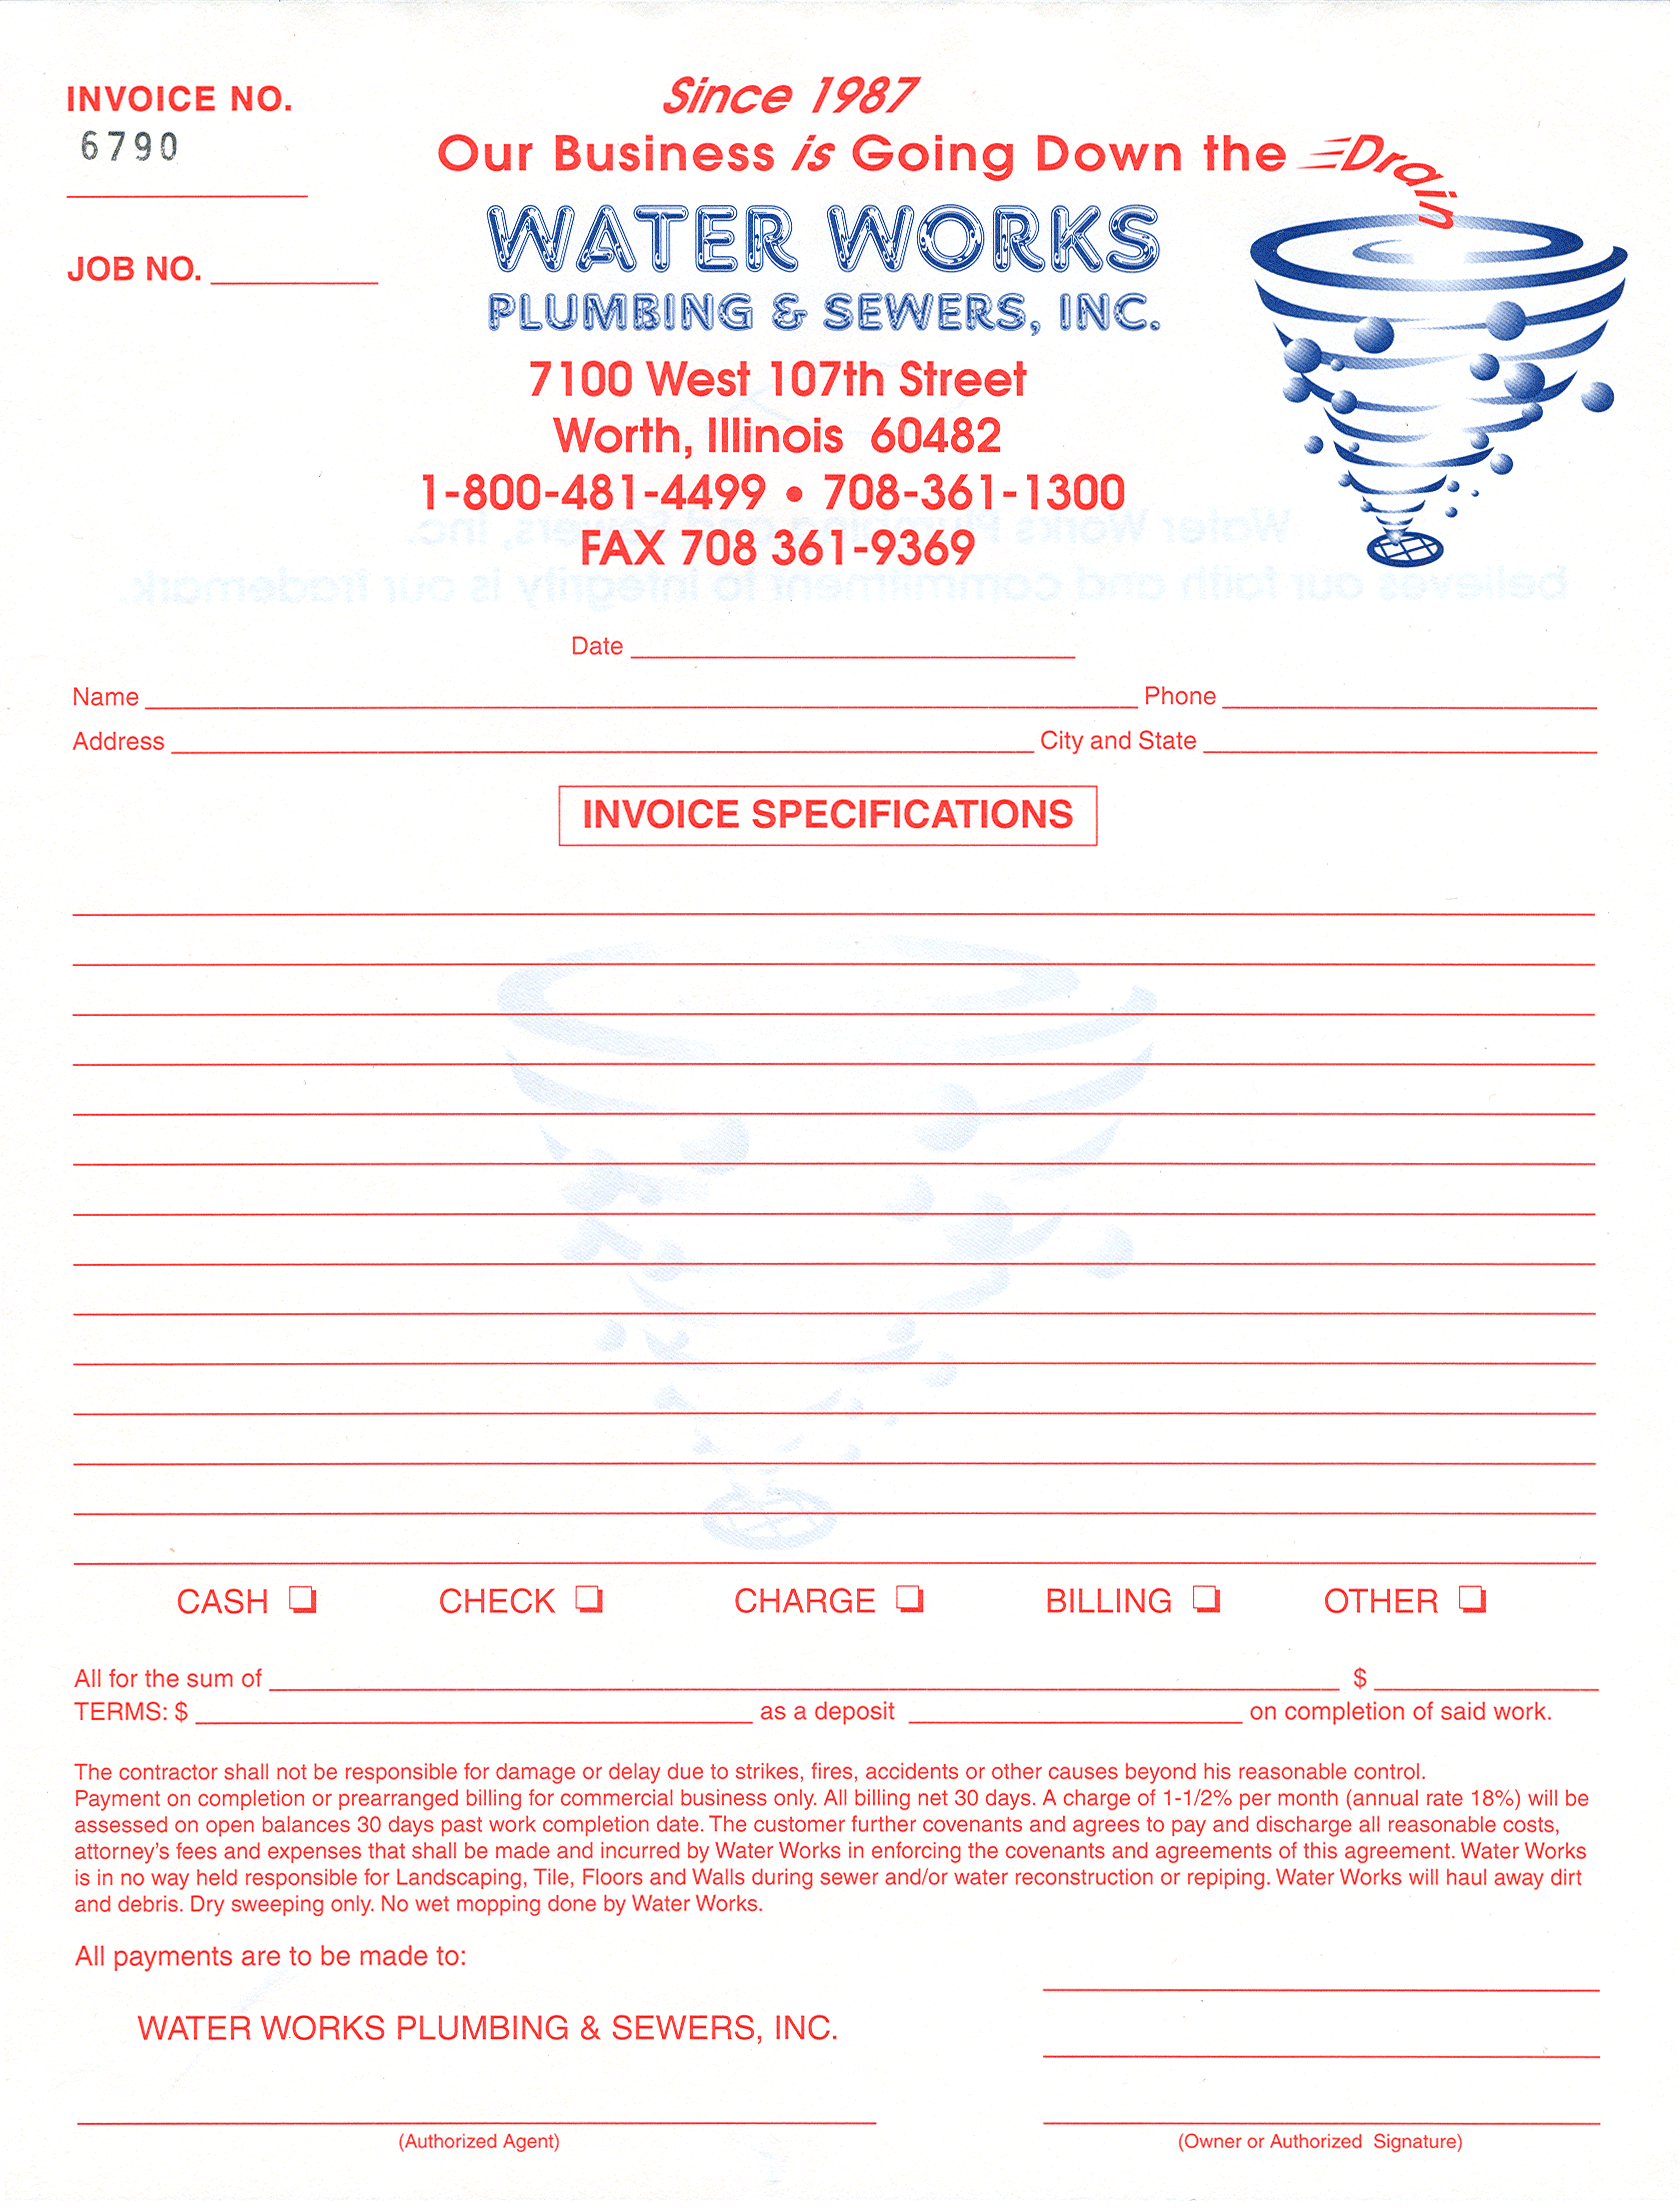 INVOICE NO.
6790
JOB NO.
Since 1987
Our Business is Going Down the Drain
WATER WORKS
PLUMBING & SEWERS, INC.
7100 West 107th Street
Worth, Illinois 60482
1-800-481-4499 • 708-361-1300
FAX 708 361-9369
Water Works Plumbing and Sewers, Inc.
believes our faith and commitment to integrity is our trademark.
Date
Name Phone
Address City and State
INVOICE SPECIFICATIONS
CASH ❏ CHECK ❏ CHARGE ❏ BILLING ❏ OTHER ❏
All for the sum of $
TERMS: $ as a deposit on completion of said work.
The contractor shall not be responsible for damage or delay due to strikes, fires, accidents or other causes beyond his reasonable control.
Payment on completion or prearranged billing for commercial business only. All billing net 30 days. A charge of 1-1/2% per month (annual rate 18%) will be
assessed on open balances 30 days past work completion date. The customer further covenants and agrees to pay and discharge all reasonable costs,
attorney's fees and expenses that shall be made and incurred by Water Works in enforcing the covenants and agreements of this agreement. Water Works
is in no way held responsible for Landscaping, Tile, Floors and Walls during sewer and/or water reconstruction or repiping. Water Works will haul away dirt
and debris. Dry sweeping only. No wet mopping done by Water Works.
All payments are to be made to:
WATER WORKS PLUMBING & SEWERS, INC.
(Authorized Agent)
(Owner or Authorized Signature)